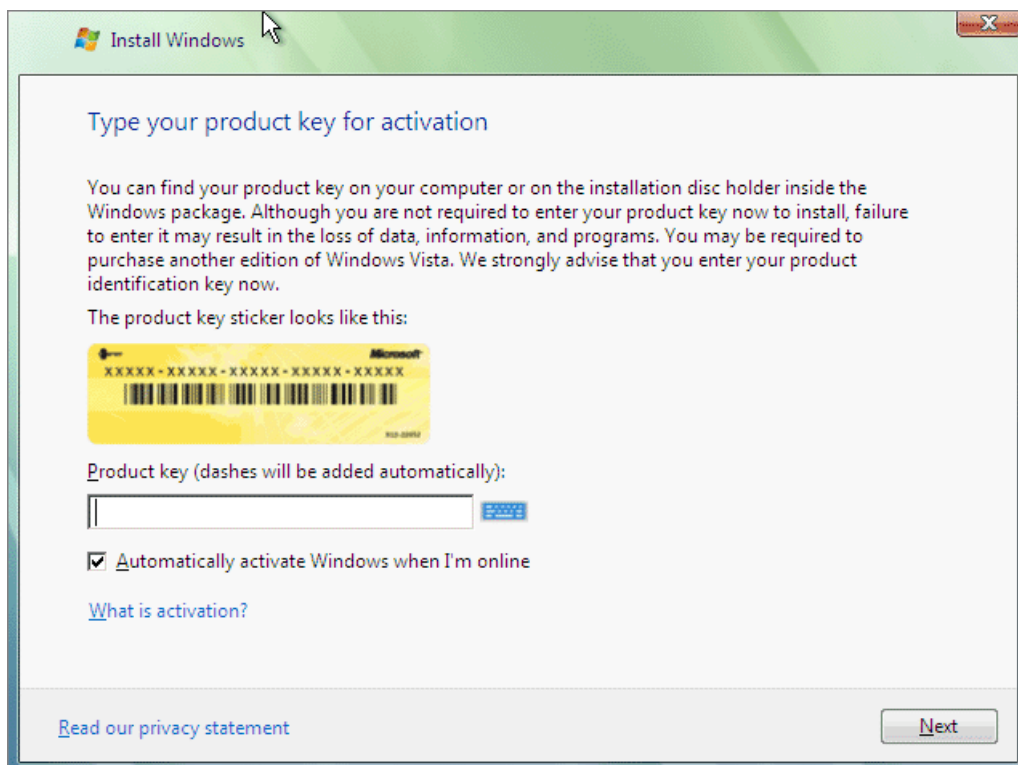 Install Windows
Type your product key for activation
You can find your product key on your computer or on the installation disc holder inside the
Windows package. Although you are not required to enter your product key now to install, failure
to enter it may result in the loss of data, information, and programs. You may be required to
purchase another edition of Windows Vista. We strongly advise that you enter your product
identification key now.
The product key sticker looks like this:
Microsoft
XXXXX-XXXXX-XXXXX-XXXXX-XXXXX
Product key (dashes will be added automatically):
Automatically activate Windows when I'm online
What is activation?
Read our privacy statement
Next